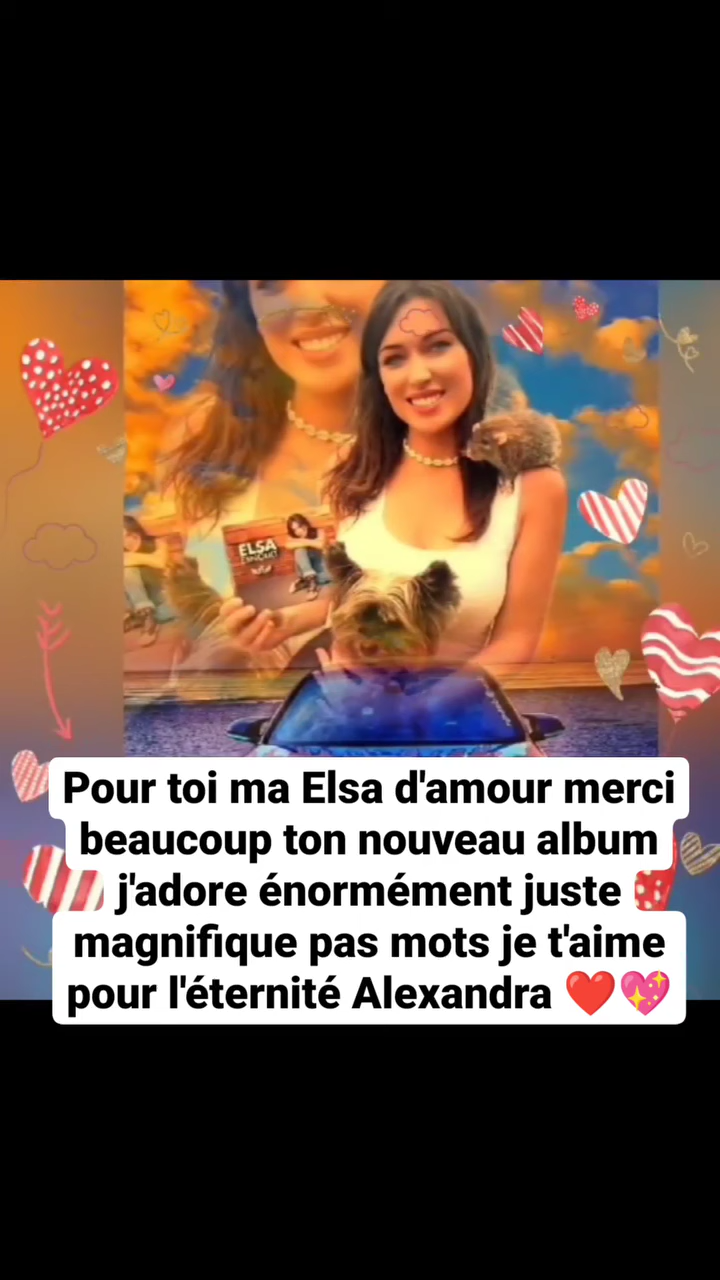 ELSA
ESNOULT
Pour toi ma Elsa d'amour merci
beaucoup ton nouveau album
j'adore énormément juste
magnifique pas mots je t'aime
pour l'éternité Alexandra ❤️💖